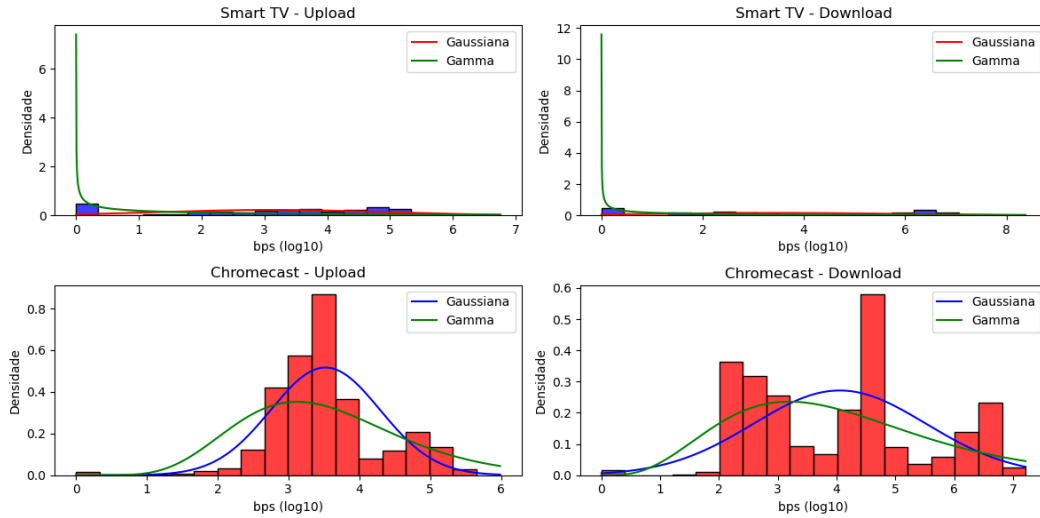 Smart TV - Upload
Densidade
6
4
2
0
Gaussiana
Gamma
0 1 2 3 4 5 6 7
bps (log10)
Smart TV - Download
Densidade
12
10
8
6
4
2
0
Gaussiana
Gamma
0 2 4 6 8
bps (log10)
Chromecast - Upload
Densidade
0.8
0.6
0.4
0.2
0.0
Gaussiana
Gamma
0 1 2 3 4 5 6
bps (log10)
Chromecast - Download
Densidade
0.6
0.5
0.4
0.3
0.2
0.1
0.0
Gaussiana
Gamma
0 1 2 3 4 5 6 7
bps (log10)